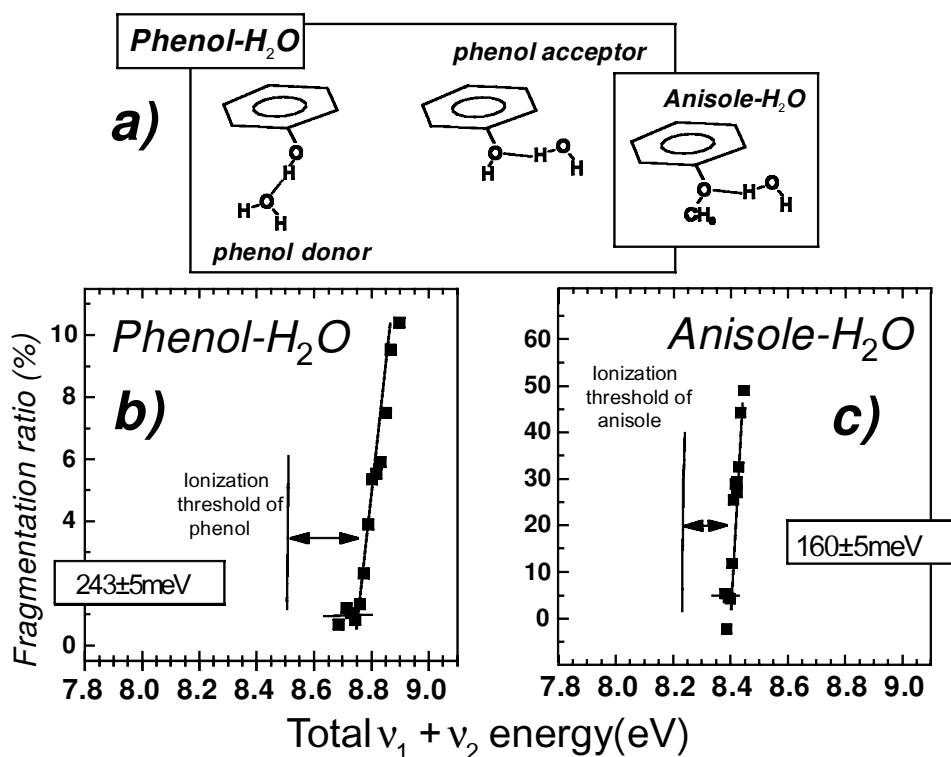 Phenol-H₂O
phenol acceptor
Anisole-H₂O
a)
O
H
O
H
H
phenol donor
O
H
H
O
H
O
CH₃
H
O
H
Fragmentation ratio (%)
10
8
6
4
2
0
Phenol-H₂O
b)
Ionization
threshold of
phenol
243±5meV
7.8 8.0 8.2 8.4 8.6 8.8 9.0
60
50
40
30
20
10
5
0
Anisole-H₂O
Ionization
threshold of
anisole
c)
160±5meV
7.8 8.0 8.2 8.4 8.6 8.8 9.0
Total ν₁ + ν₂ energy(eV)